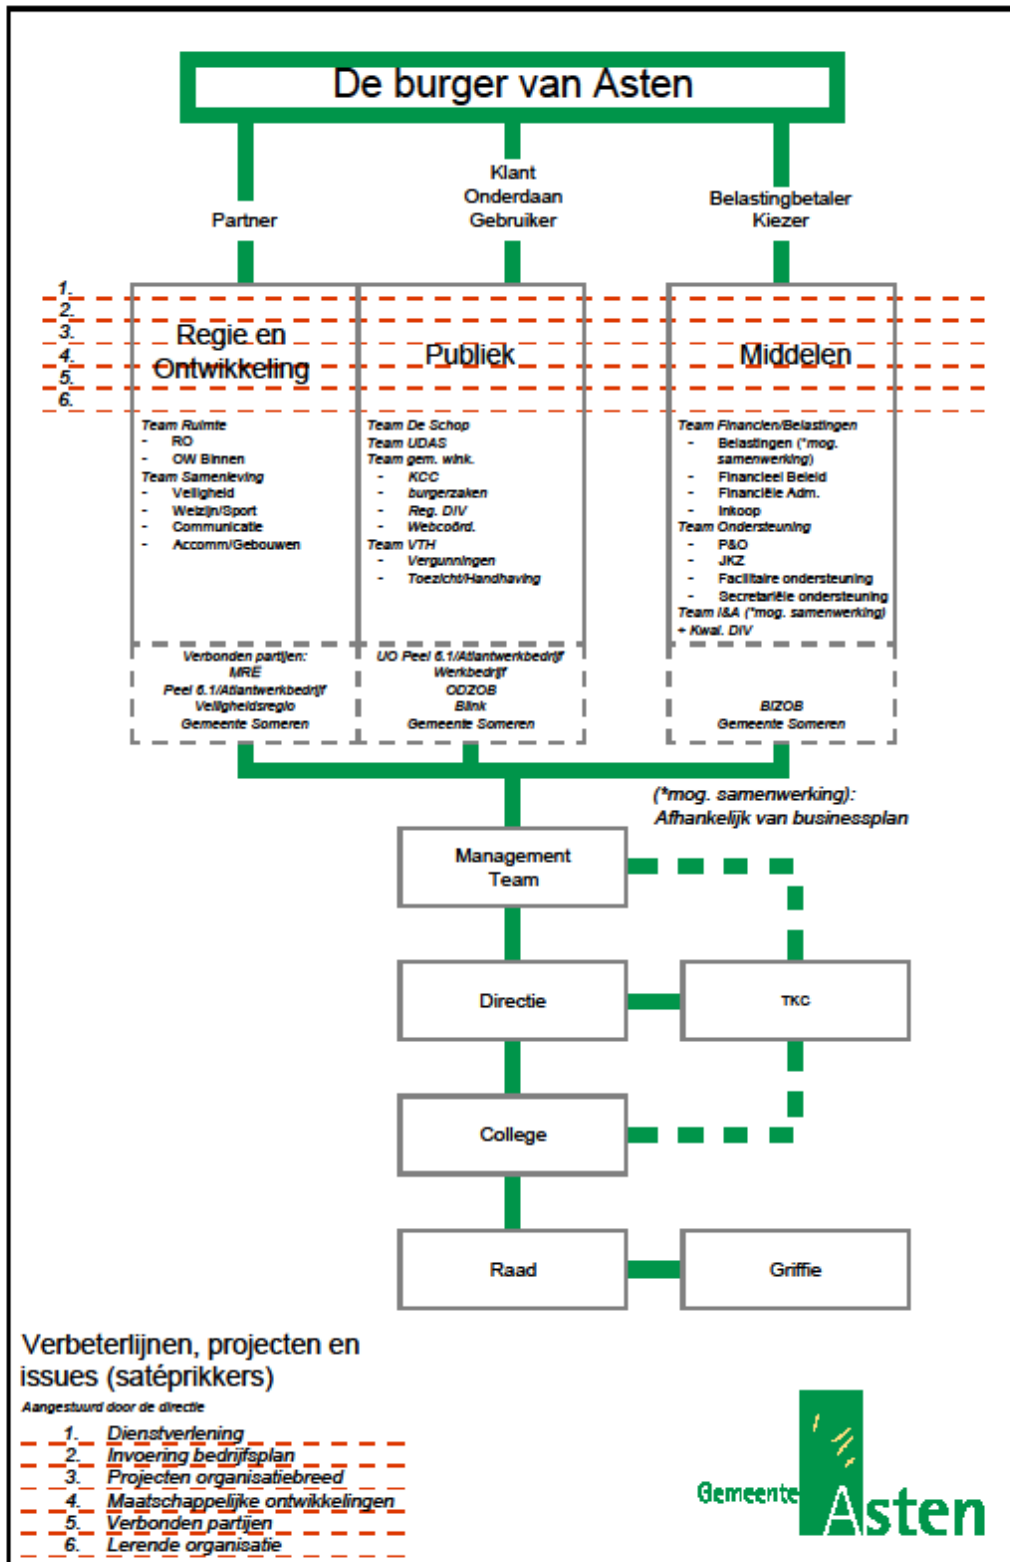 De burger van Asten
Partner
Klant
Onderdaan
Gebruiker
Belastingbetaler
Kiezer
1.
2.
3.
4.
5.
6.
Regie en
Ontwikkeling
Team Ruimte
- RO
- OW Binnen
Team Samenleving
- Veiligheid
- Welzijn/Sport
- Communicatie
- Accomm/Gebouwen
Verbonden partijen:
MRE
Peel 6.1/Atlantwerkbedrijf
Veiligheidsregio
Gemeente Someren
Publiek
Team De Schop
Team UDAS
Team gem. wink.
- KCC
- burgerzaken
- Reg. DIV
- Webcoörd.
Team VTH
- Vergunningen
- Toezicht/Handhaving
UO Peel 6.1/Atlantwerkbedrijf
Werkbedrijf
ODZOB
Blink
Gemeente Someren
Middelen
Team Financien/Belastingen
- Belastingen (*mog.
samenwerking)
- Financieel Beleid
- Financiële Adm.
- Inkoop
Team Ondersteuning
- P&O
- JKZ
- Facilitaire ondersteuning
- Secretariële ondersteuning
Team I&A (*mog. samenwerking)
+ Kwal. DIV
BIZOB
Gemeente Someren
(*mog. samenwerking):
Afhankelijk van businessplan
Management
Team
Directie
TKC
College
Raad
Griffie
Verbeterlijnen, projecten en
issues (satéprikkers)
Aangestuurd door de directie
1. Dienstverlening
2. Invoering bedrijfsplan
3. Projecten organisatiebreed
4. Maatschappelijke ontwikkelingen
5. Verbonden partijen
6. Lerende organisatie
Gemeente
Asten